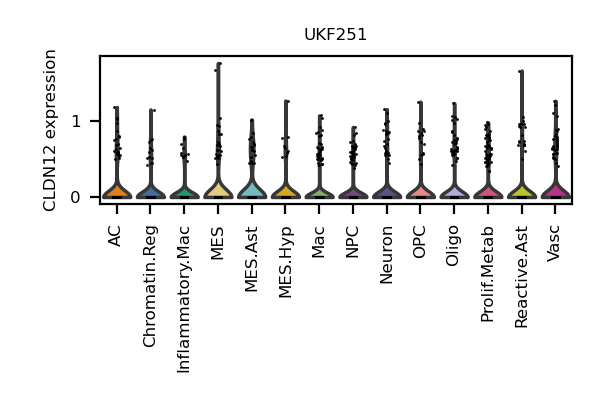 UKF251
CLDN12 expression
1
0
AC
Chromatin.Reg
Inflammatory.Mac
MES
MES.Ast
MES.Hyp
Mac
NPC
Neuron
OPC
Oligo
Prolif.Metab
Reactive.Ast
Vasc